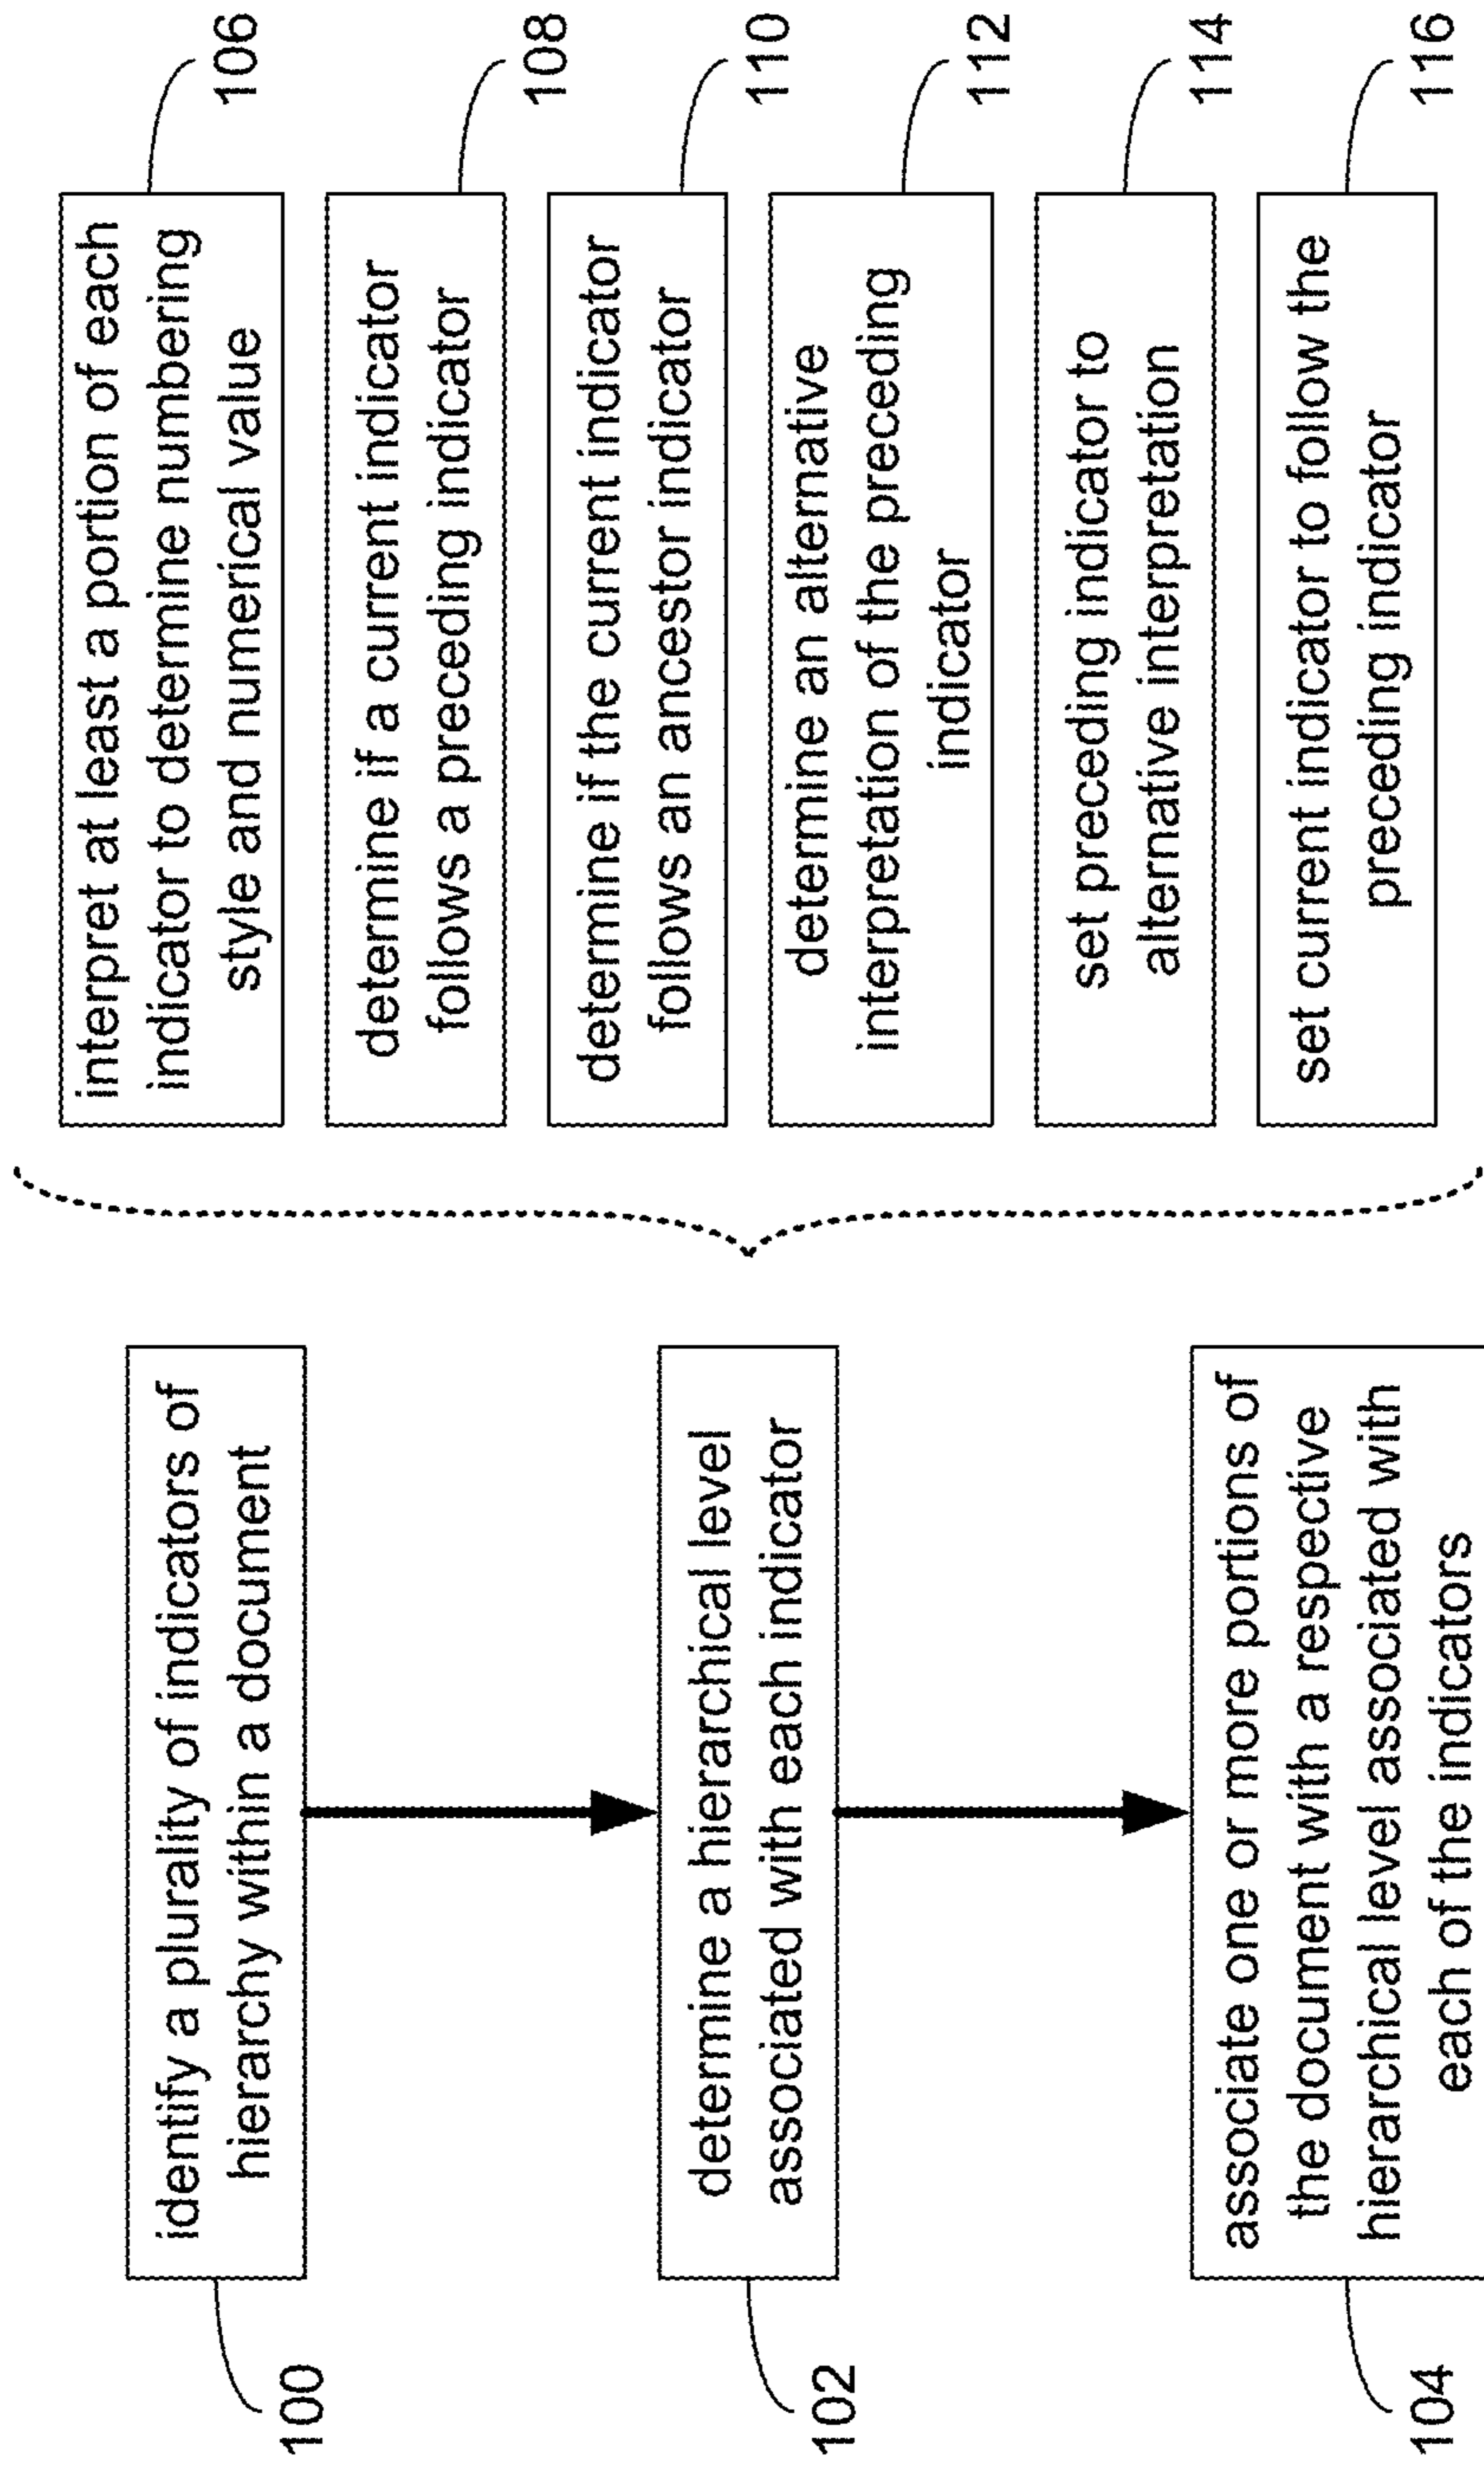 100
identify a plurality of indicators of
hierarchy within a document
102
determine a hierarchical level
associated with each indicator
104
associate one or more portions of
the document with a respective
hierarchical level associated with
each of the indicators
interpret at least a portion of each
indicator to determine numbering
style and numerical value
106
determine if a current indicator
follows a preceding indicator
108
determine if the current indicator
follows an ancestor indicator
110
determine an alternative
interpretation of the preceding
indicator
112
set preceding indicator to
alternative interpretation
114
set current indicator to follow the
preceding indicator
116